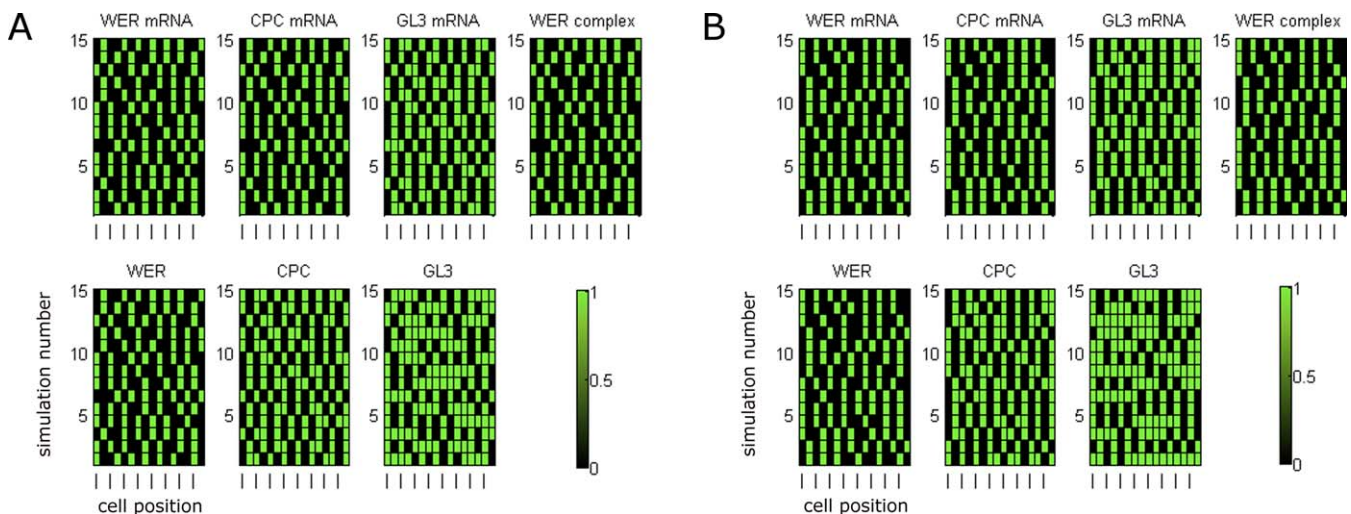 A
WER mRNA CPC mRNA GL3 mRNA WER complex
15 15 15 15
10 10 10 10
5 5 5 5
WER CPC GL3
simulation number
15 15 15
10 10 10
5 5 5
1
0.5
0
cell position
B
WER mRNA CPC mRNA GL3 mRNA WER complex
15 15 15 15
10 10 10 10
5 5 5 5
WER CPC GL3
simulation number
15 15 15
10 10 10
5 5 5
1
0.5
0
cell position